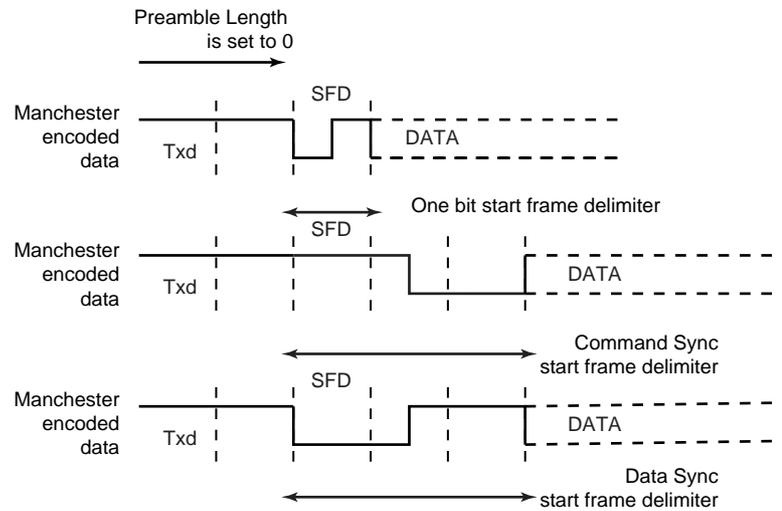 Preamble Length
is set to 0
SFD
Manchester
encoded
data
Txd
DATA
One bit start frame delimiter
SFD
Manchester
encoded
data
Txd
DATA
Command Sync
start frame delimiter
SFD
Manchester
encoded
data
Txd
DATA
Data Sync
start frame delimiter